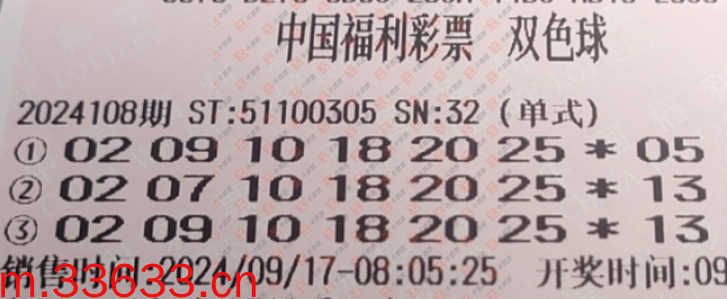 中国福利彩票 双色球
2024108期 ST:51100305 SN:32 (单式)
① 02 09 10 18 20 25 * 05
② 02 07 10 18 20 25 * 13
③ 02 09 10 18 20 25 * 13
销售时间:2024/09/17-08:05:25 开奖时间:09
m.33633.cn